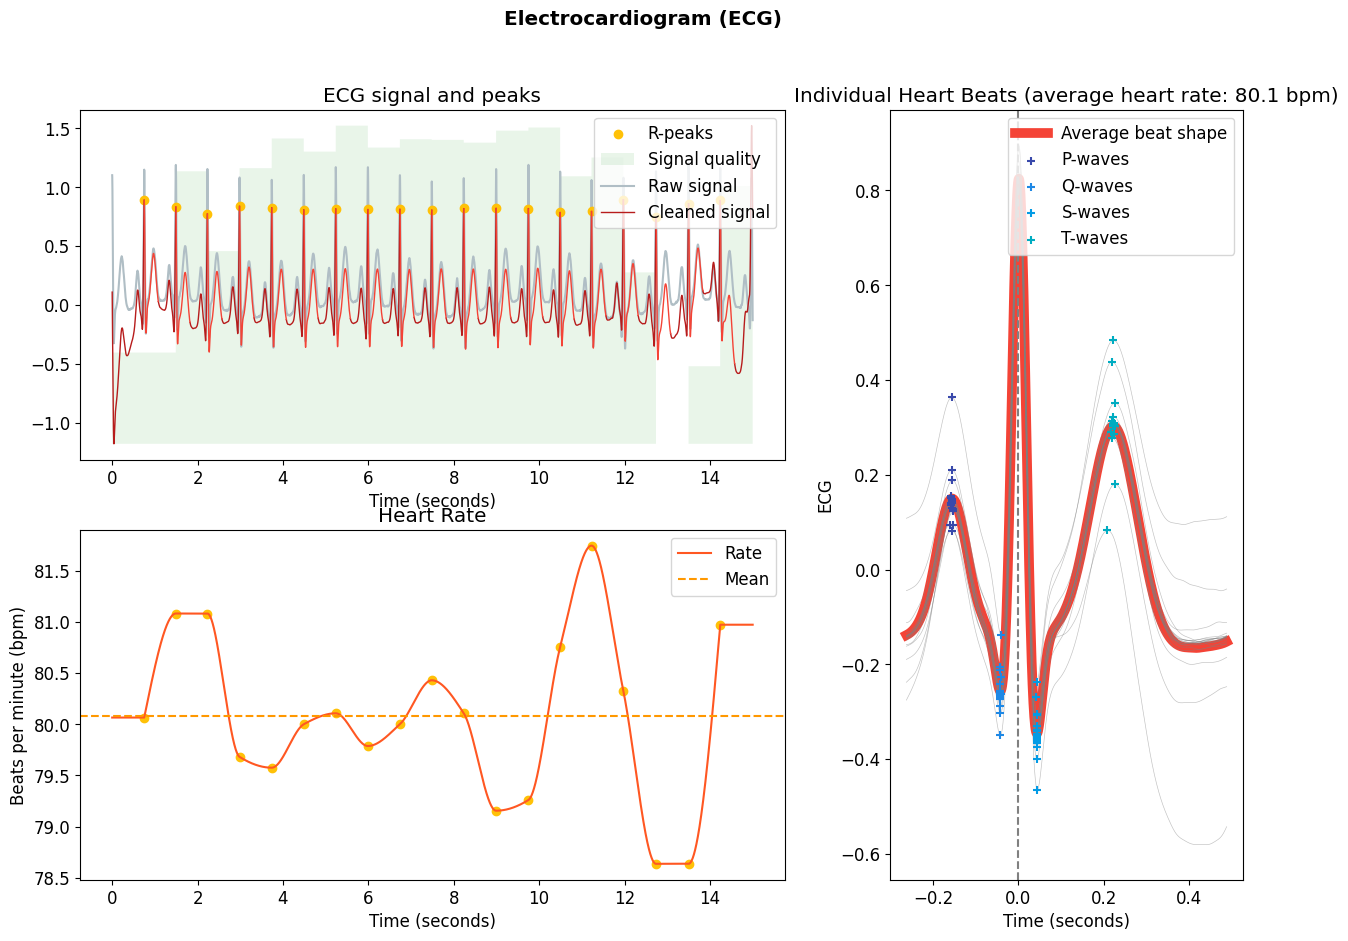 Electrocardiogram (ECG)
ECG signal and peaks
1.5
1.0
0.5
0.0
−0.5
−1.0
R-peaks
Signal quality
Raw signal
Cleaned signal
0 2 4 6 8 10 12 14
Time (seconds)
Heart Rate
Beats per minute (bpm)
81.5
81.0
80.5
80.0
79.5
79.0
78.5
Rate
Mean
0 2 4 6 8 10 12 14
Time (seconds)
Individual Heart Beats (average heart rate: 80.1 bpm)
ECG
0.8
0.6
0.4
0.2
0.0
−0.2
−0.4
−0.6
Average beat shape
P-waves
Q-waves
S-waves
T-waves
−0.2 0.0 0.2 0.4
Time (seconds)